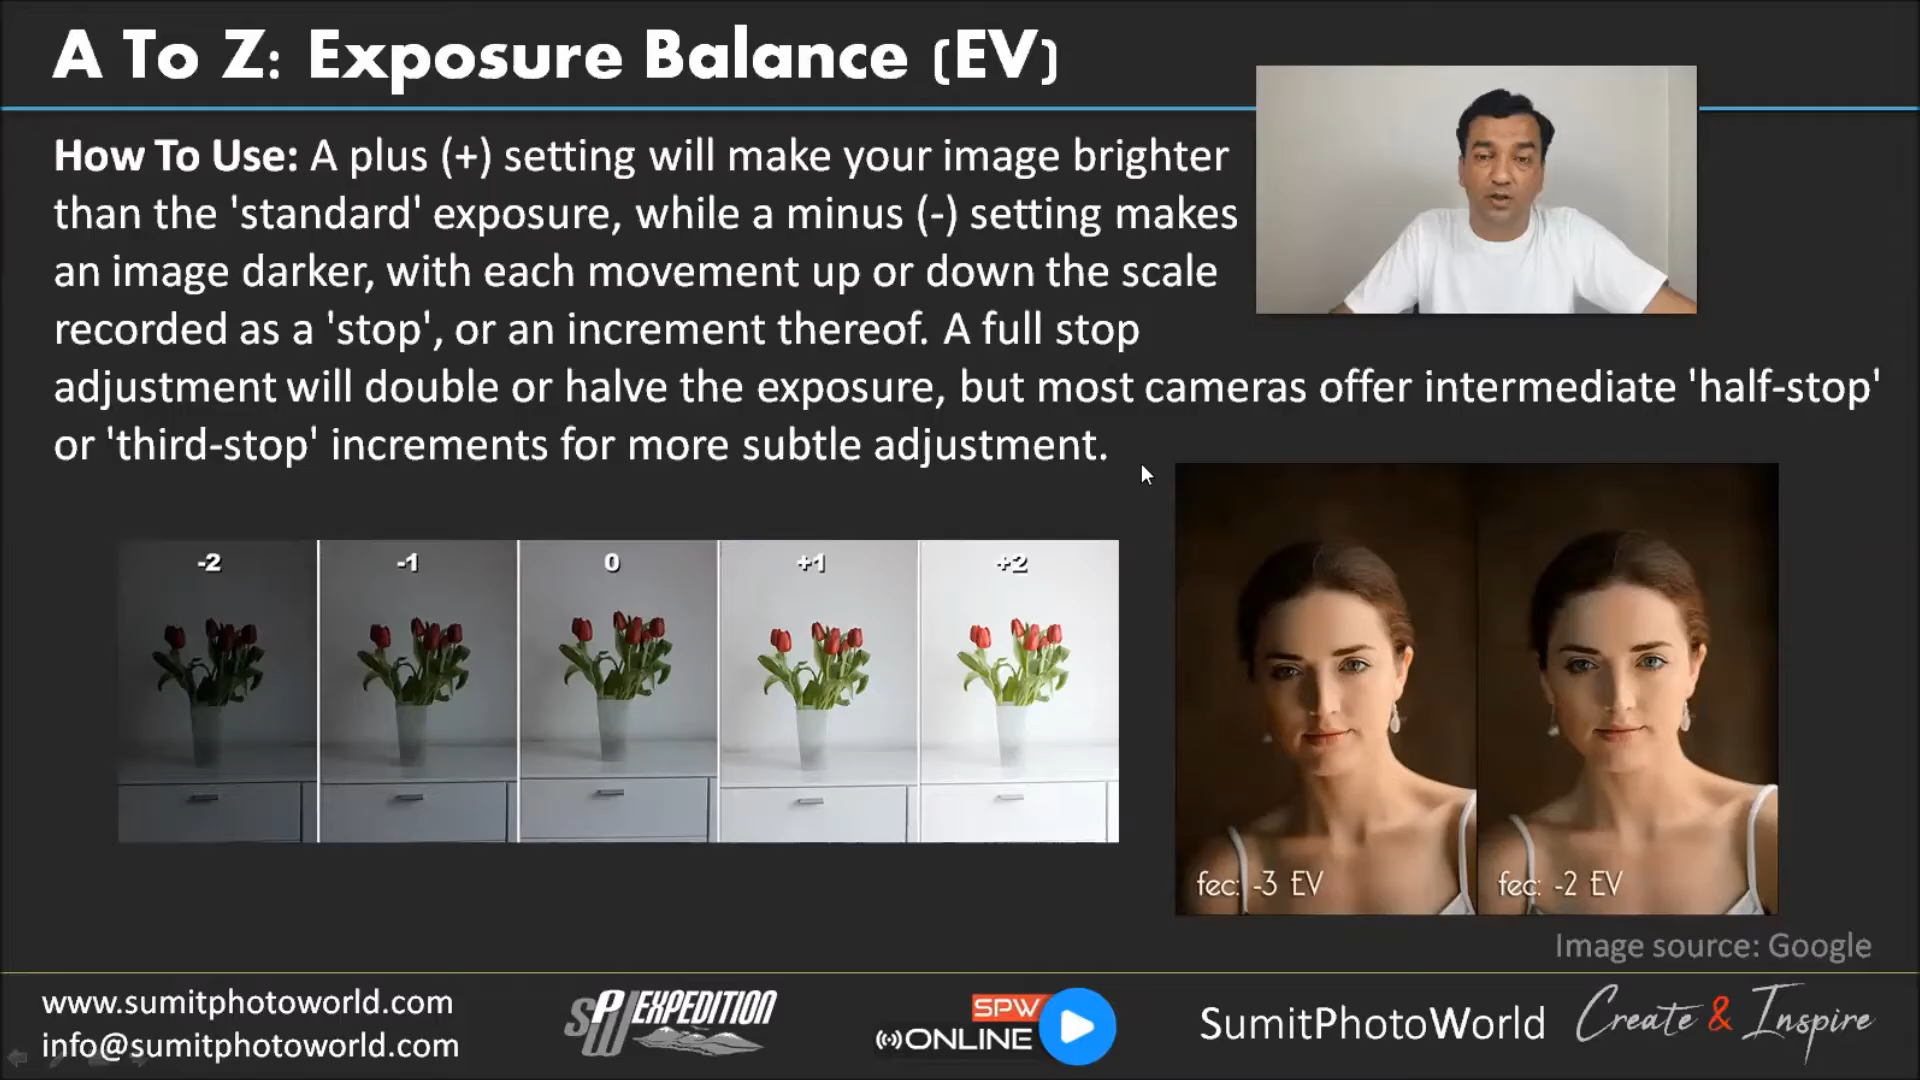 A To Z: Exposure Balance (EV)
How To Use: A plus (+) setting will make your image brighter
than the 'standard' exposure, while a minus (-) setting makes
an image darker, with each movement up or down the scale
recorded as a 'stop', or an increment thereof. A full stop
adjustment will double or halve the exposure, but most cameras offer intermediate 'half-stop'
or 'third-stop' increments for more subtle adjustment.
-2 -1 0 +1 +2
fec: -3 EV fec: -2 EV
Image source: Google
www.sumitphotoworld.com
info@sumitphotoworld.com
SPW EXPEDITION
SPW
ONLINE
SumitPhotoWorld
Create & Inspire